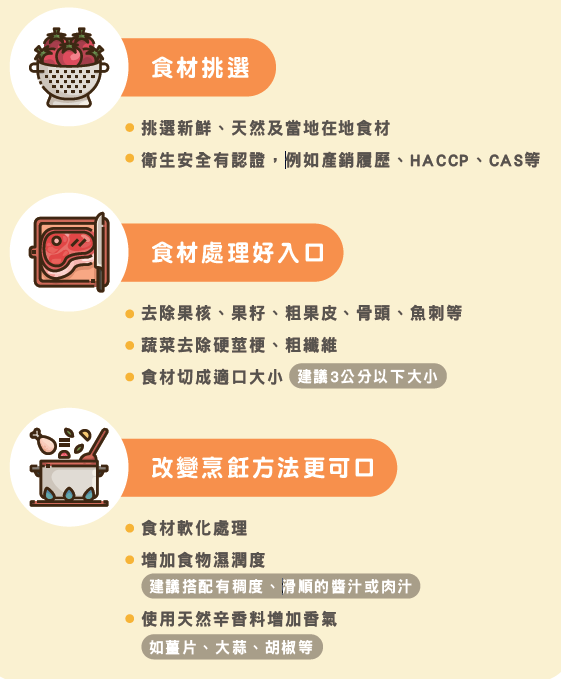 食材挑選
挑選新鮮、天然及當地在地食材
衛生安全有認證，例如產銷履歷、HACCP、CAS等
食材處理好入口
去除果核、果籽、粗果皮、骨頭、魚刺等
蔬菜去除硬莖梗、粗纖維
食材切成適口大小 建議3公分以下大小
改變烹飪方法更可口
食材軟化處理
增加食物濕潤度
建議搭配有稠度、滑順的醬汁或肉汁
使用天然辛香料增加香氣
如薑片、大蒜、胡椒等